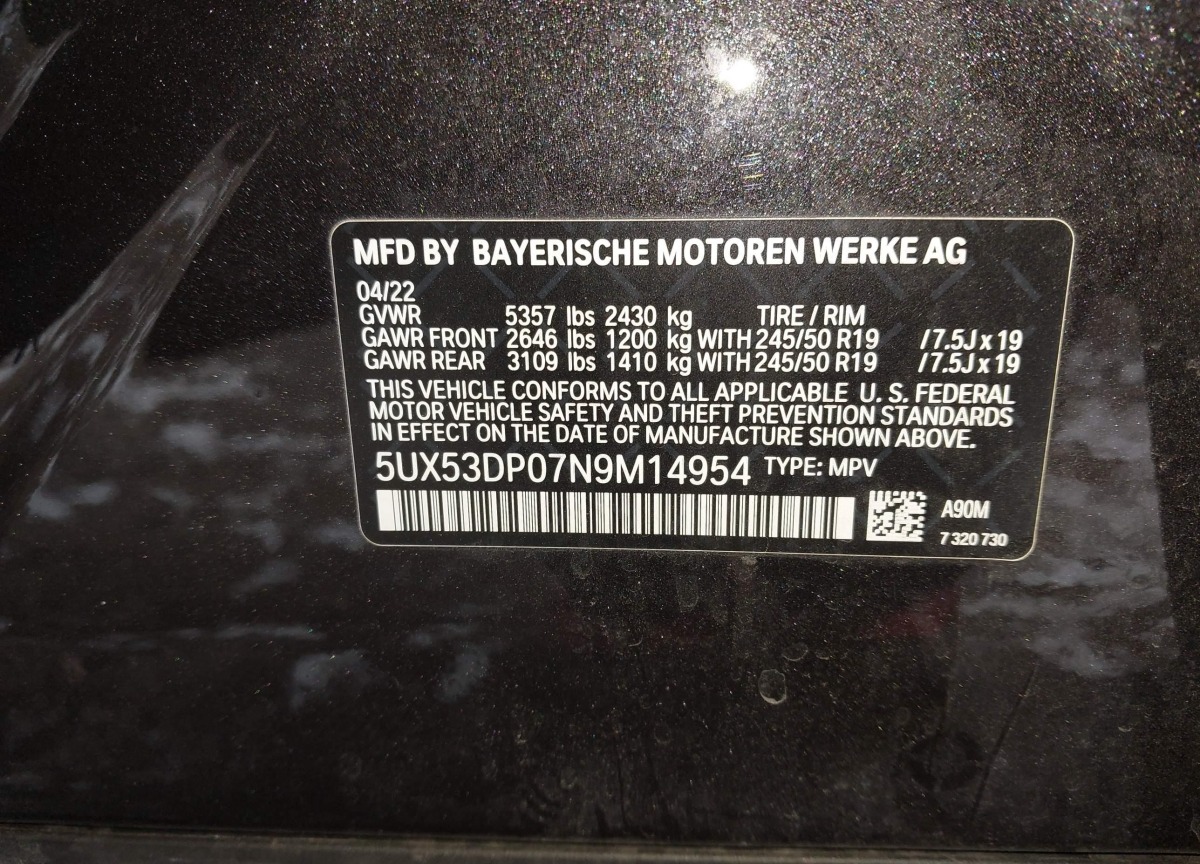 MFD BY BAYERISCHE MOTOREN WERKE AG
04/22
GVWR 5357 lbs 2430 kg TIRE / RIM
GAWR FRONT 2646 lbs 1200 kg WITH 245/50 R19 /7.5J x 19
GAWR REAR 3109 lbs 1410 kg WITH 245/50 R19 /7.5J x 19
THIS VEHICLE CONFORMS TO ALL APPLICABLE U. S. FEDERAL
MOTOR VEHICLE SAFETY AND THEFT PREVENTION STANDARDS
IN EFFECT ON THE DATE OF MANUFACTURE SHOWN ABOVE.
5UX53DP07N9M14954 TYPE: MPV
A90M
7 320 730